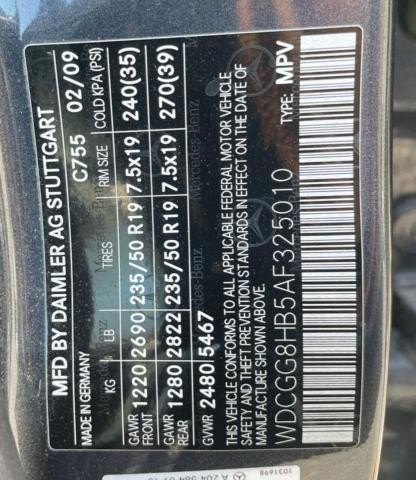 MFD BY DAIMLER AG STUTTGART
MADE IN GERMANY C755 02/09
KG LB TIRES RIM SIZE COLD KPA (PSI)
GAWR FRONT 1220 2690 235/50 R19 7.5x19 240(35)
GAWR REAR 1280 2822 235/50 R19 7.5x19 270(39)
GVWR 2480 5467
THIS VEHICLE CONFORMS TO ALL APPLICABLE FEDERAL MOTOR VEHICLE
SAFETY AND THEFT PREVENTION STANDARDS IN EFFECT ON THE DATE OF
MANUFACTURE SHOWN ABOVE.
WDCGG8HB5AF325010 TYPE: MPV
1031698
A 204 584